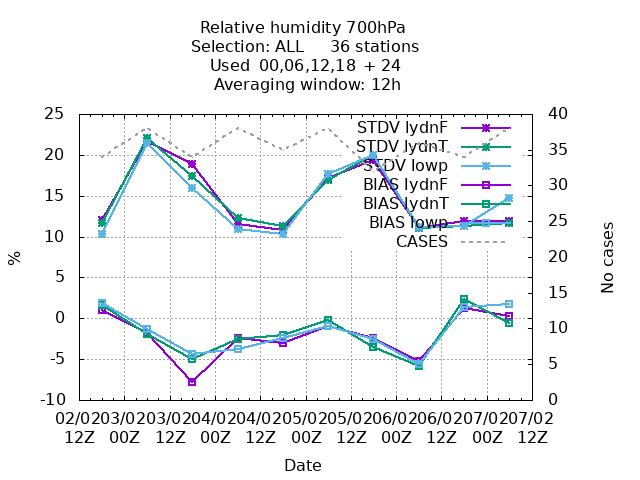 Relative humidity 700hPa
Selection: ALL 36 stations
Used 00,06,12,18 + 24
Averaging window: 12h
25
20
15
10
5
0
-5
-10
%
40
35
30
25
20
15
10
5
0
No cases
STDV lydnF
STDV lydnT
STDV lowp
BIAS lydnF
BIAS lydnT
BIAS lowp
CASES
02/02 03/02 03/02 04/02 04/02 05/02 05/02 06/02 06/02 07/02 07/02
12Z 00Z 12Z 00Z 12Z 00Z 12Z 00Z 12Z 00Z 12Z
Date